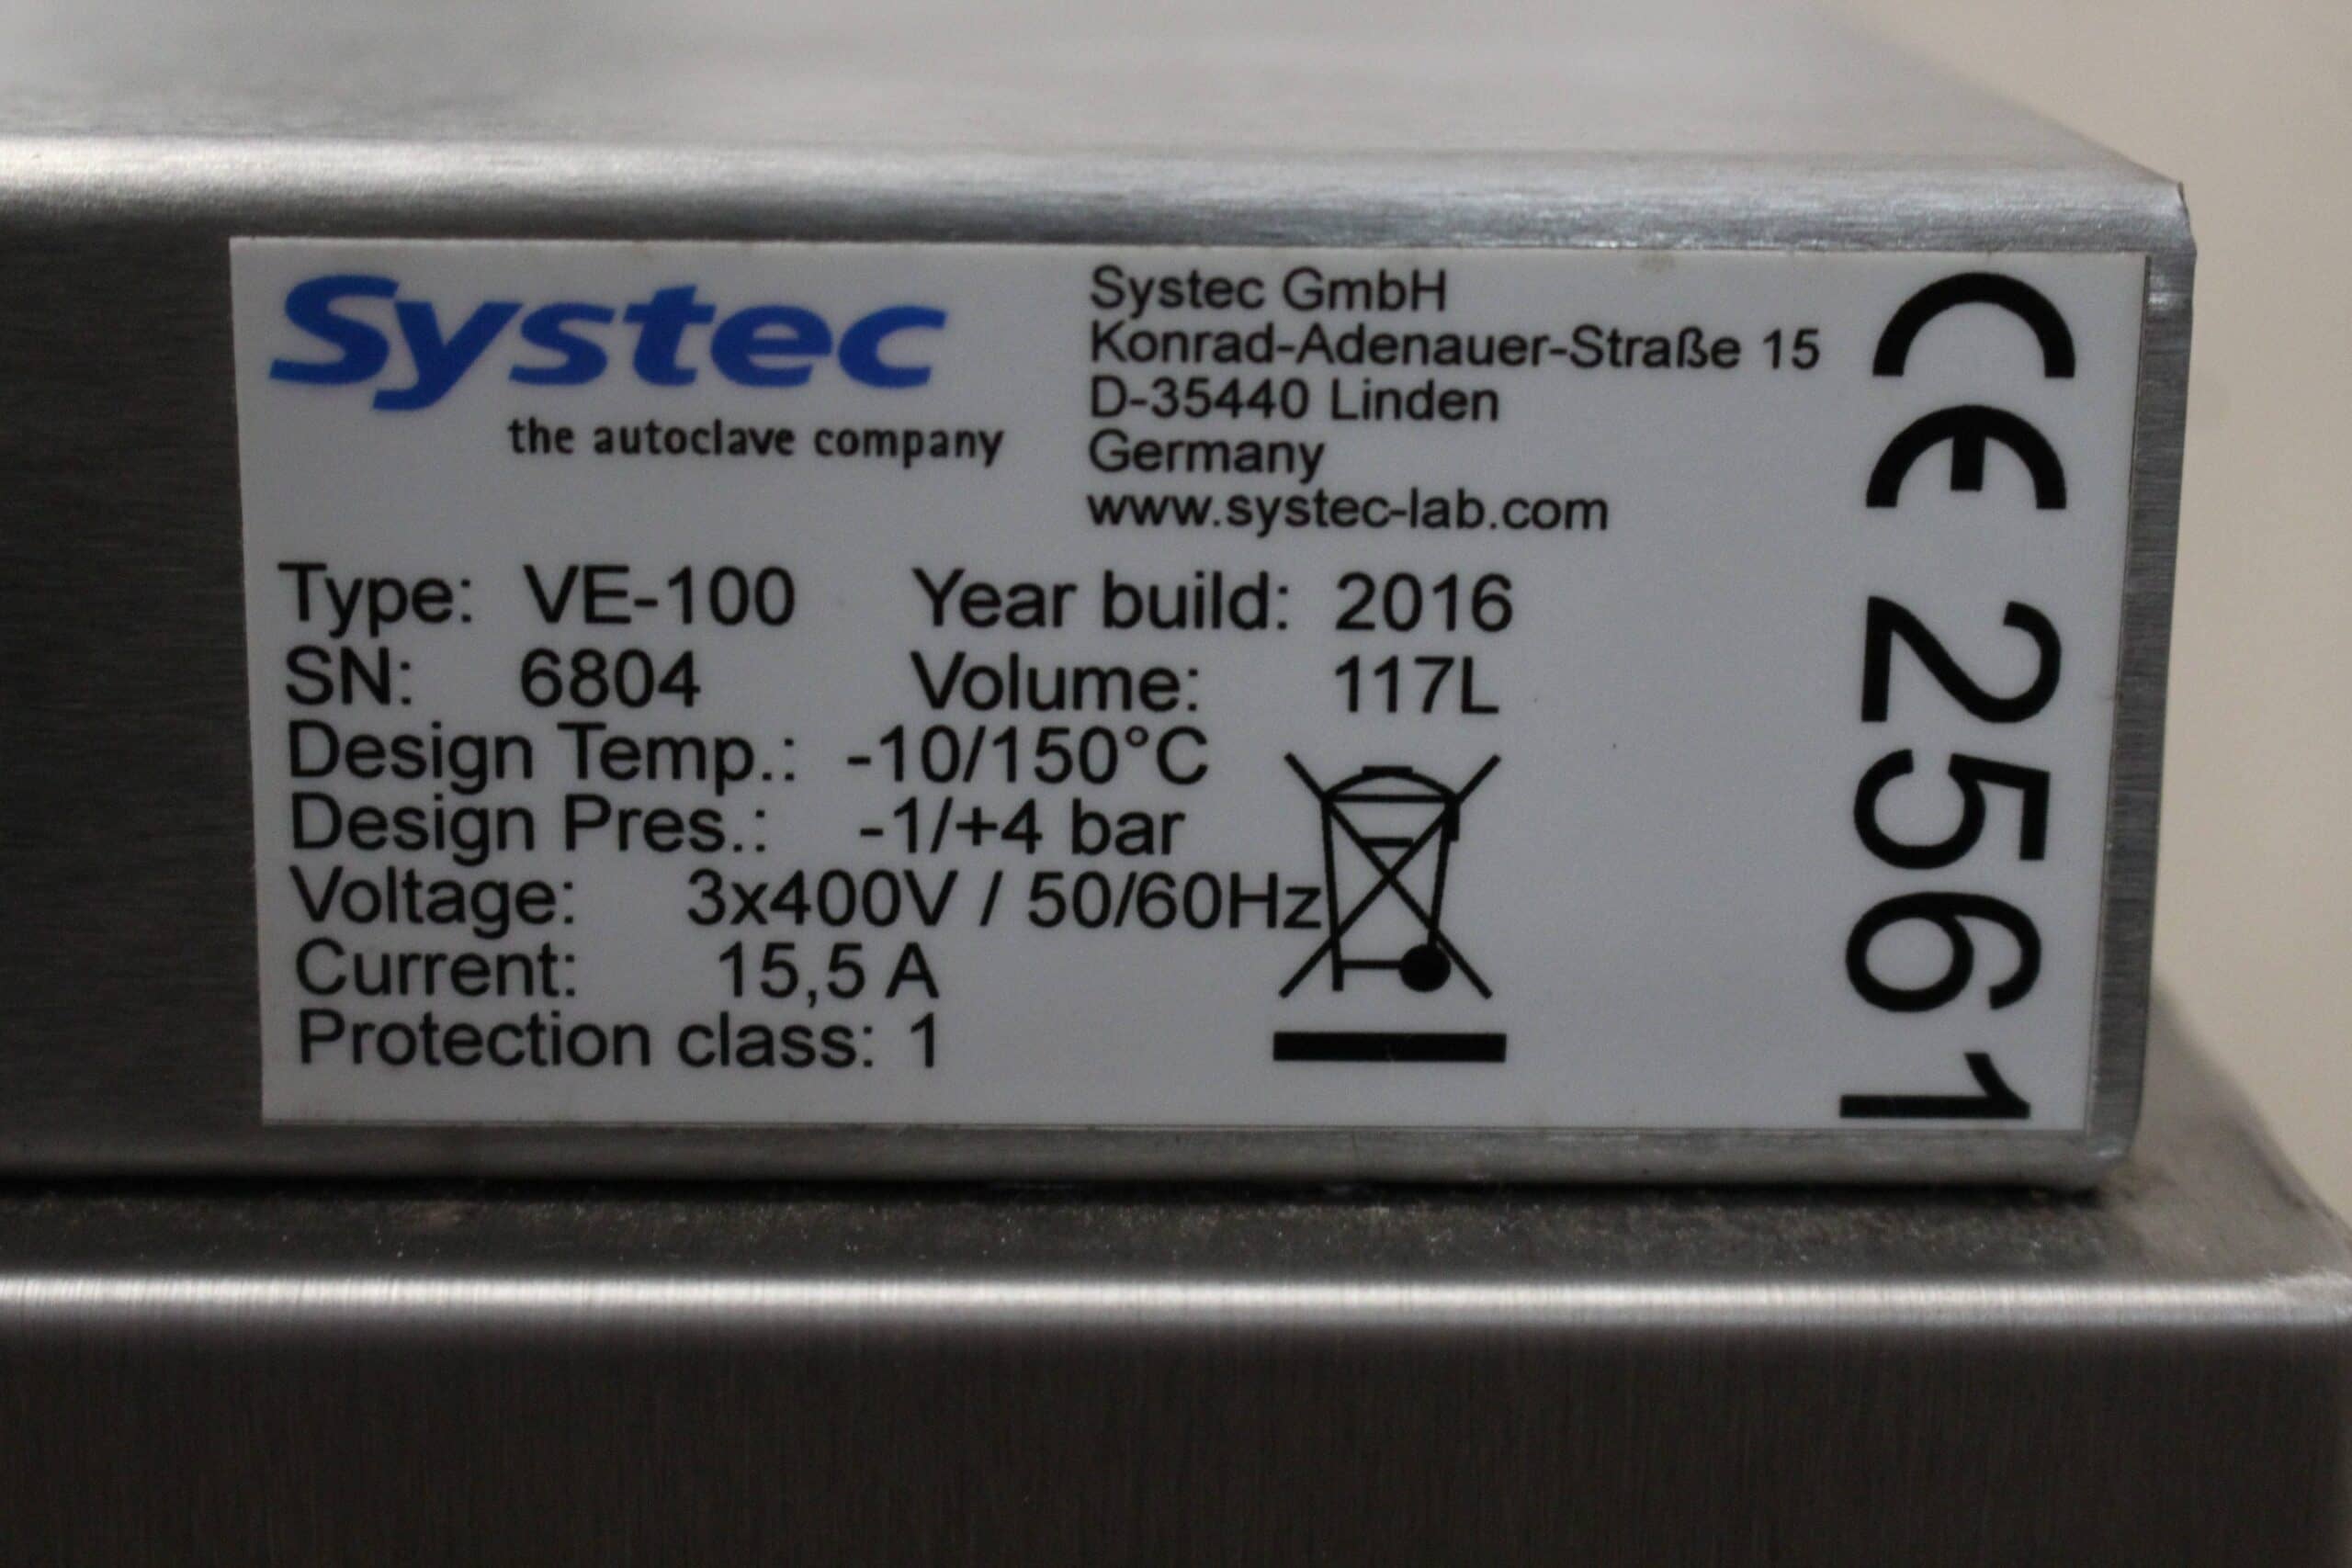 Systec
the autoclave company
Systec GmbH
Konrad-Adenauer-Straße 15
D-35440 Linden
Germany
www.systec-lab.com
Type: VE-100 Year build: 2016
SN: 6804 Volume: 117L
Design Temp.: -10/150°C
Design Pres.: -1/+4 bar
Voltage: 3x400V / 50/60Hz
Current: 15,5 A
Protection class: 1
CE 2561